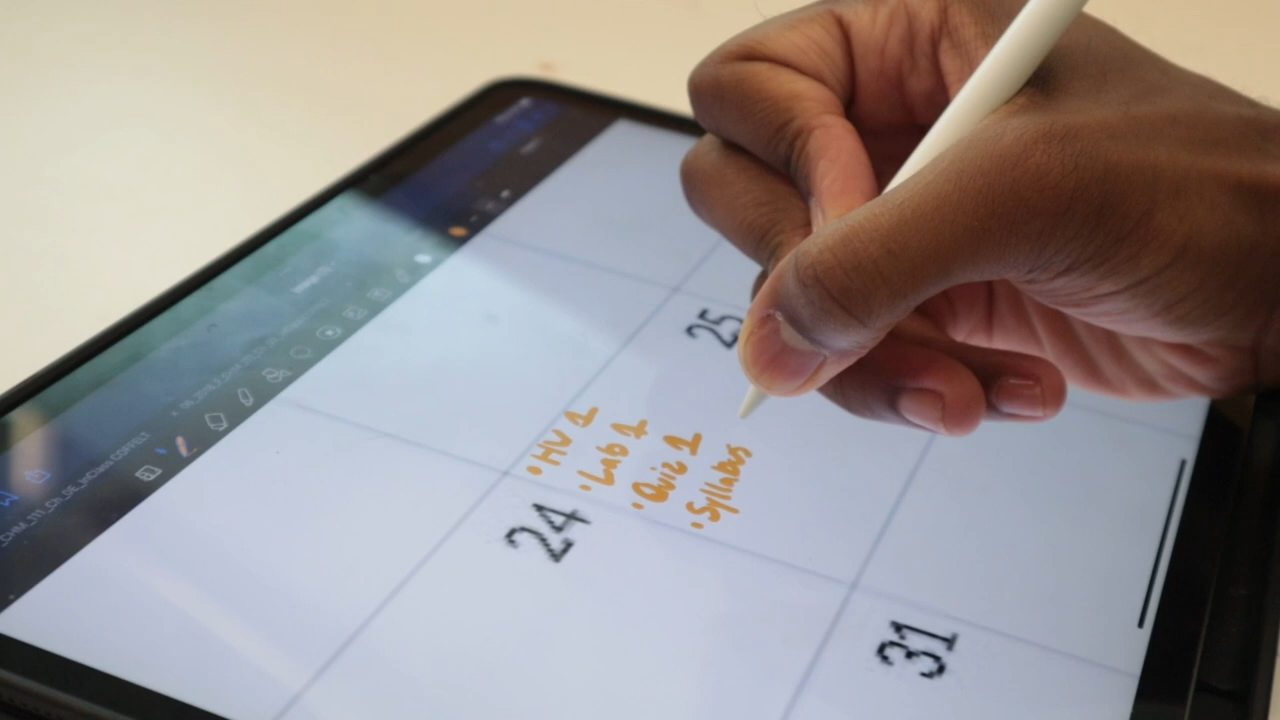 25
• HW 1
• Lab 1
• Quiz 1
• Syllabus
24
31